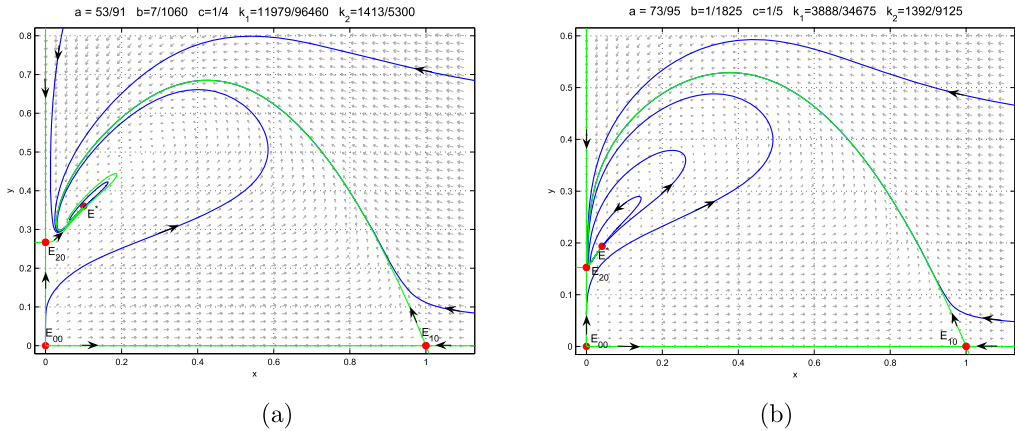 a = 53/91 b=7/1060 c=1/4 k₁=11979/96460 k₂=1413/5300
0.8
0.7
0.6
0.5
0.4
0.3
0.2
0.1
0
y
E*
E₂₀
E₀₀
E₁₀
0 0.2 0.4 0.6 0.8 1
x
(a)
a = 73/95 b=1/1825 c=1/5 k₁=3888/34675 k₂=1392/9125
0.6
0.5
0.4
0.3
0.2
0.1
0
y
E*
E₂₀
E₀₀
E₁₀
0 0.2 0.4 0.6 0.8 1
x
(b)